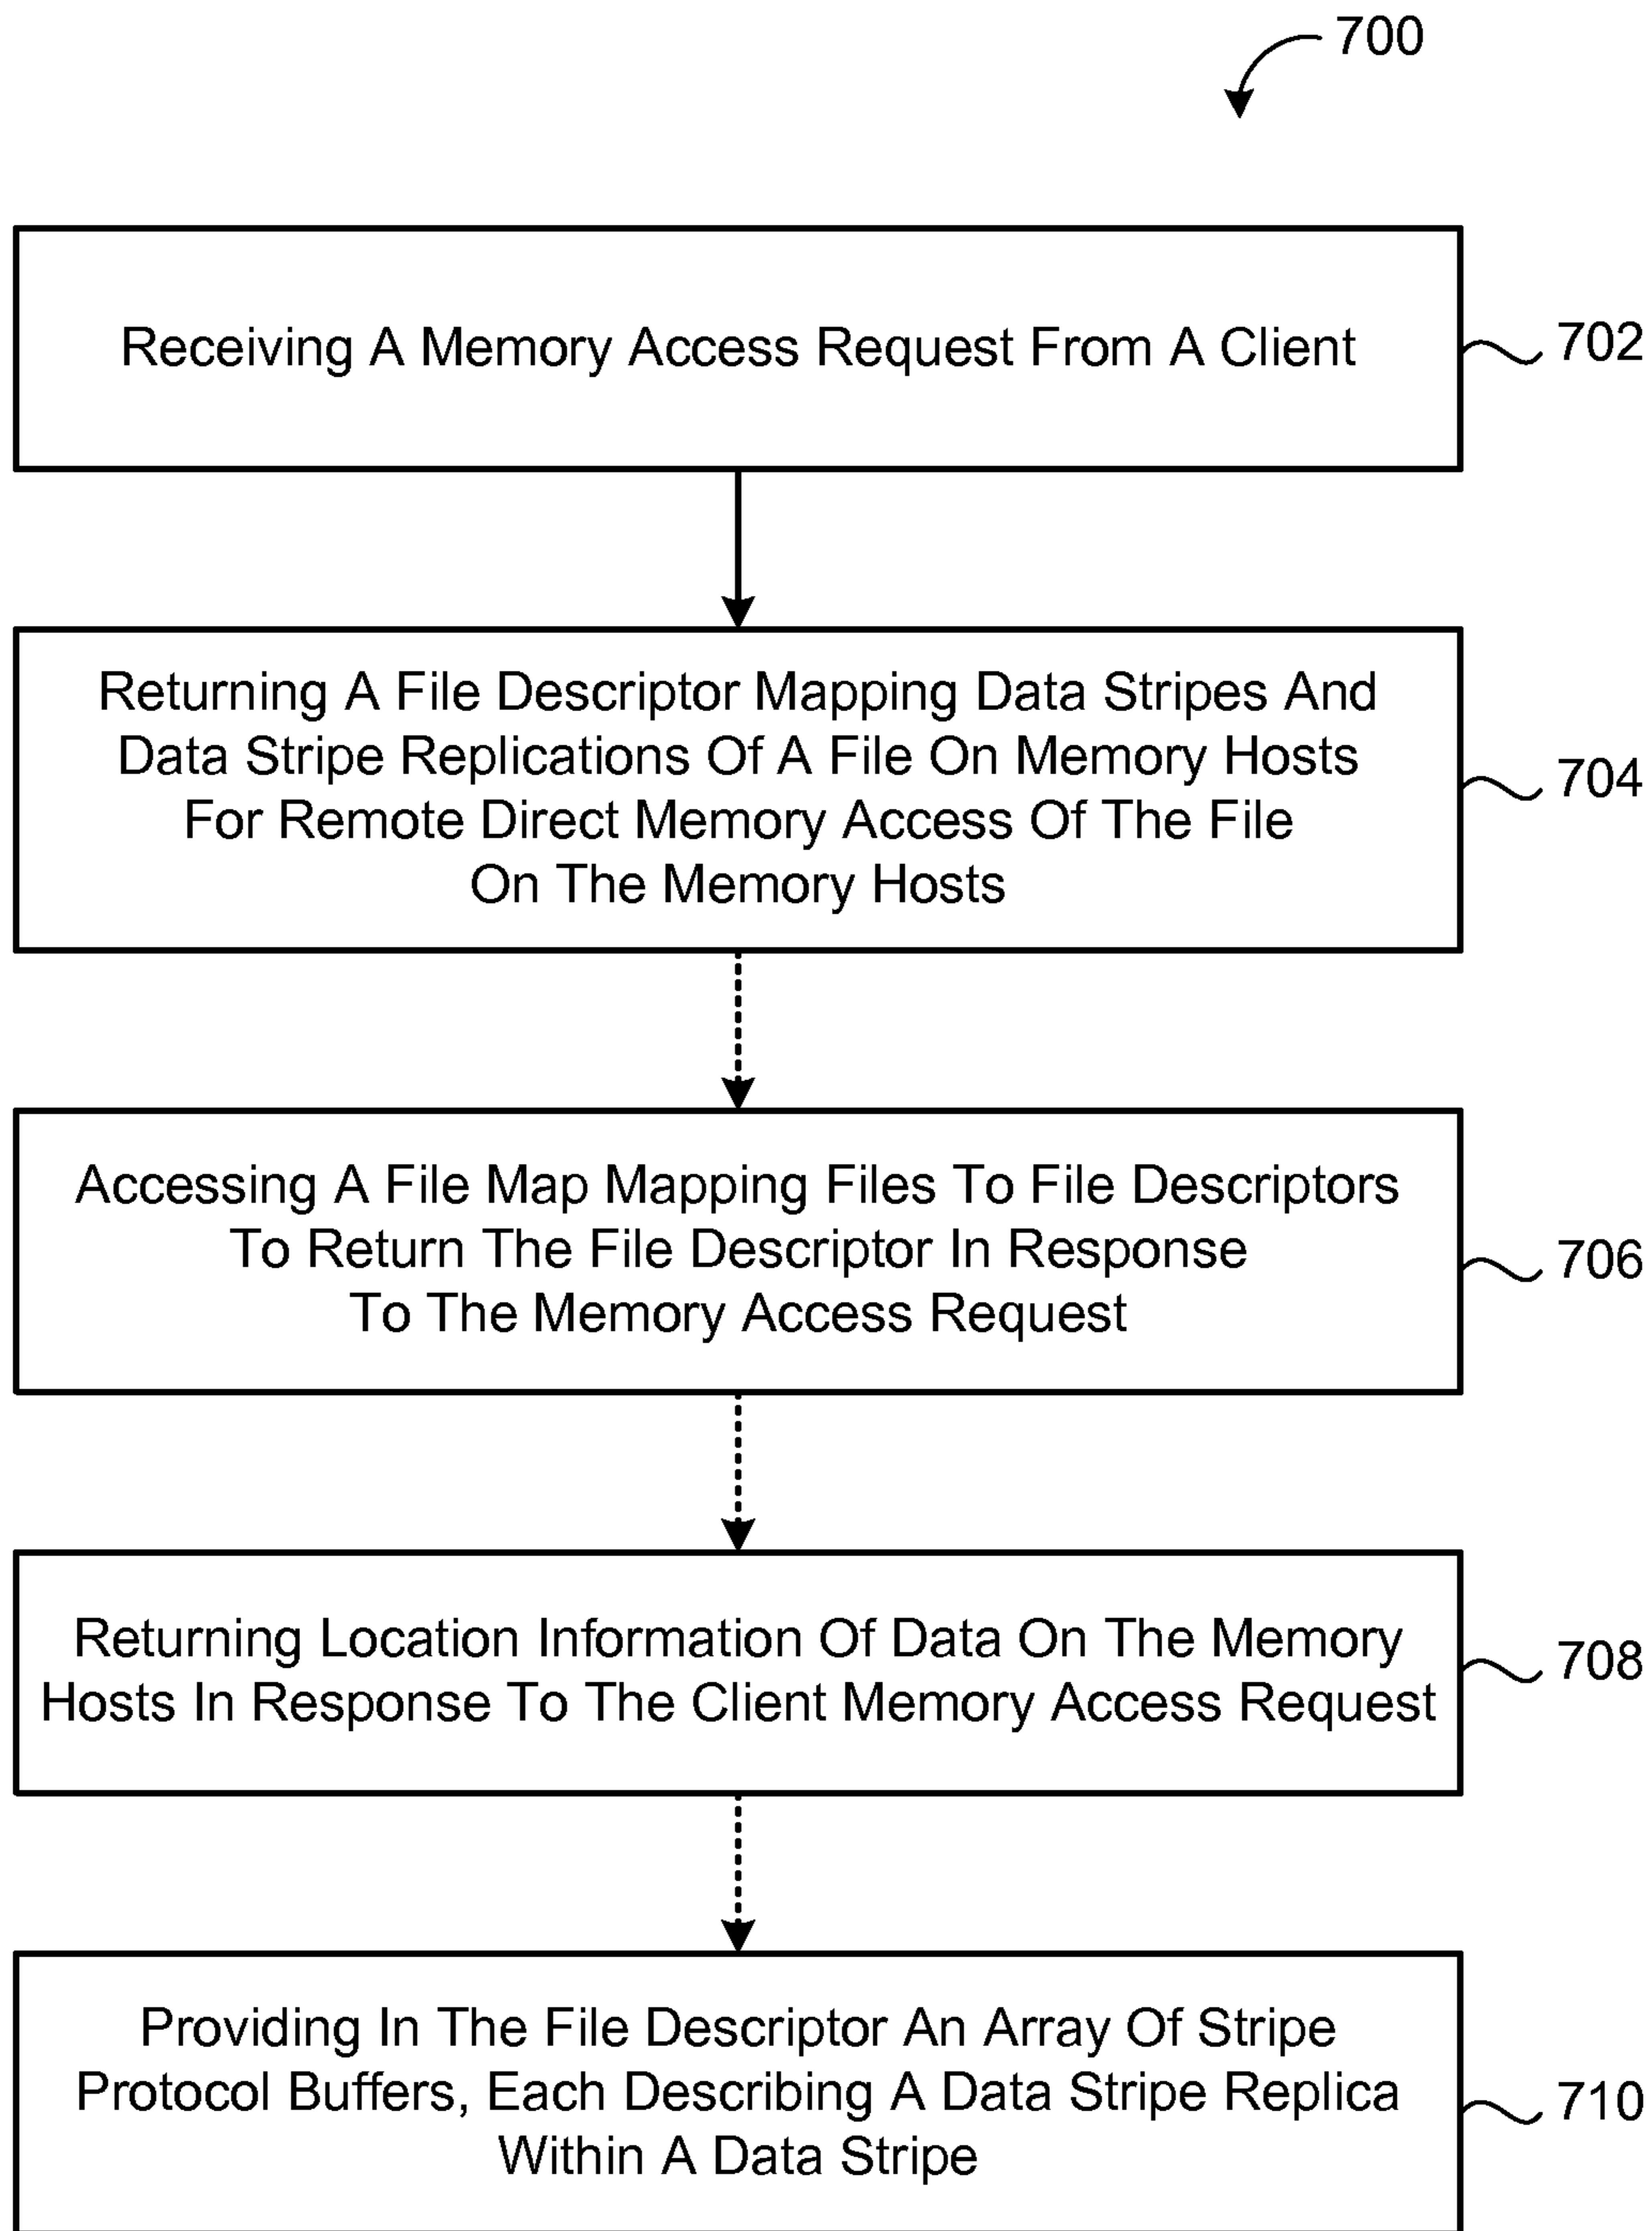 700
Receiving A Memory Access Request From A Client
702
Returning A File Descriptor Mapping Data Stripes And
Data Stripe Replications Of A File On Memory Hosts
For Remote Direct Memory Access Of The File
On The Memory Hosts
704
Accessing A File Map Mapping Files To File Descriptors
To Return The File Descriptor In Response
To The Memory Access Request
706
Returning Location Information Of Data On The Memory
Hosts In Response To The Client Memory Access Request
708
Providing In The File Descriptor An Array Of Stripe
Protocol Buffers, Each Describing A Data Stripe Replica
Within A Data Stripe
710